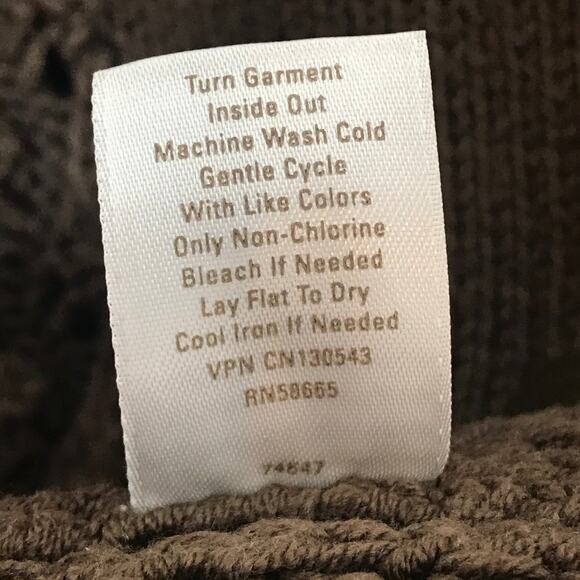 Turn Garment
Inside Out
Machine Wash Cold
Gentle Cycle
With Like Colors
Only Non-Chlorine
Bleach If Needed
Lay Flat To Dry
Cool Iron If Needed
VPN CN130543
RN58665
74647